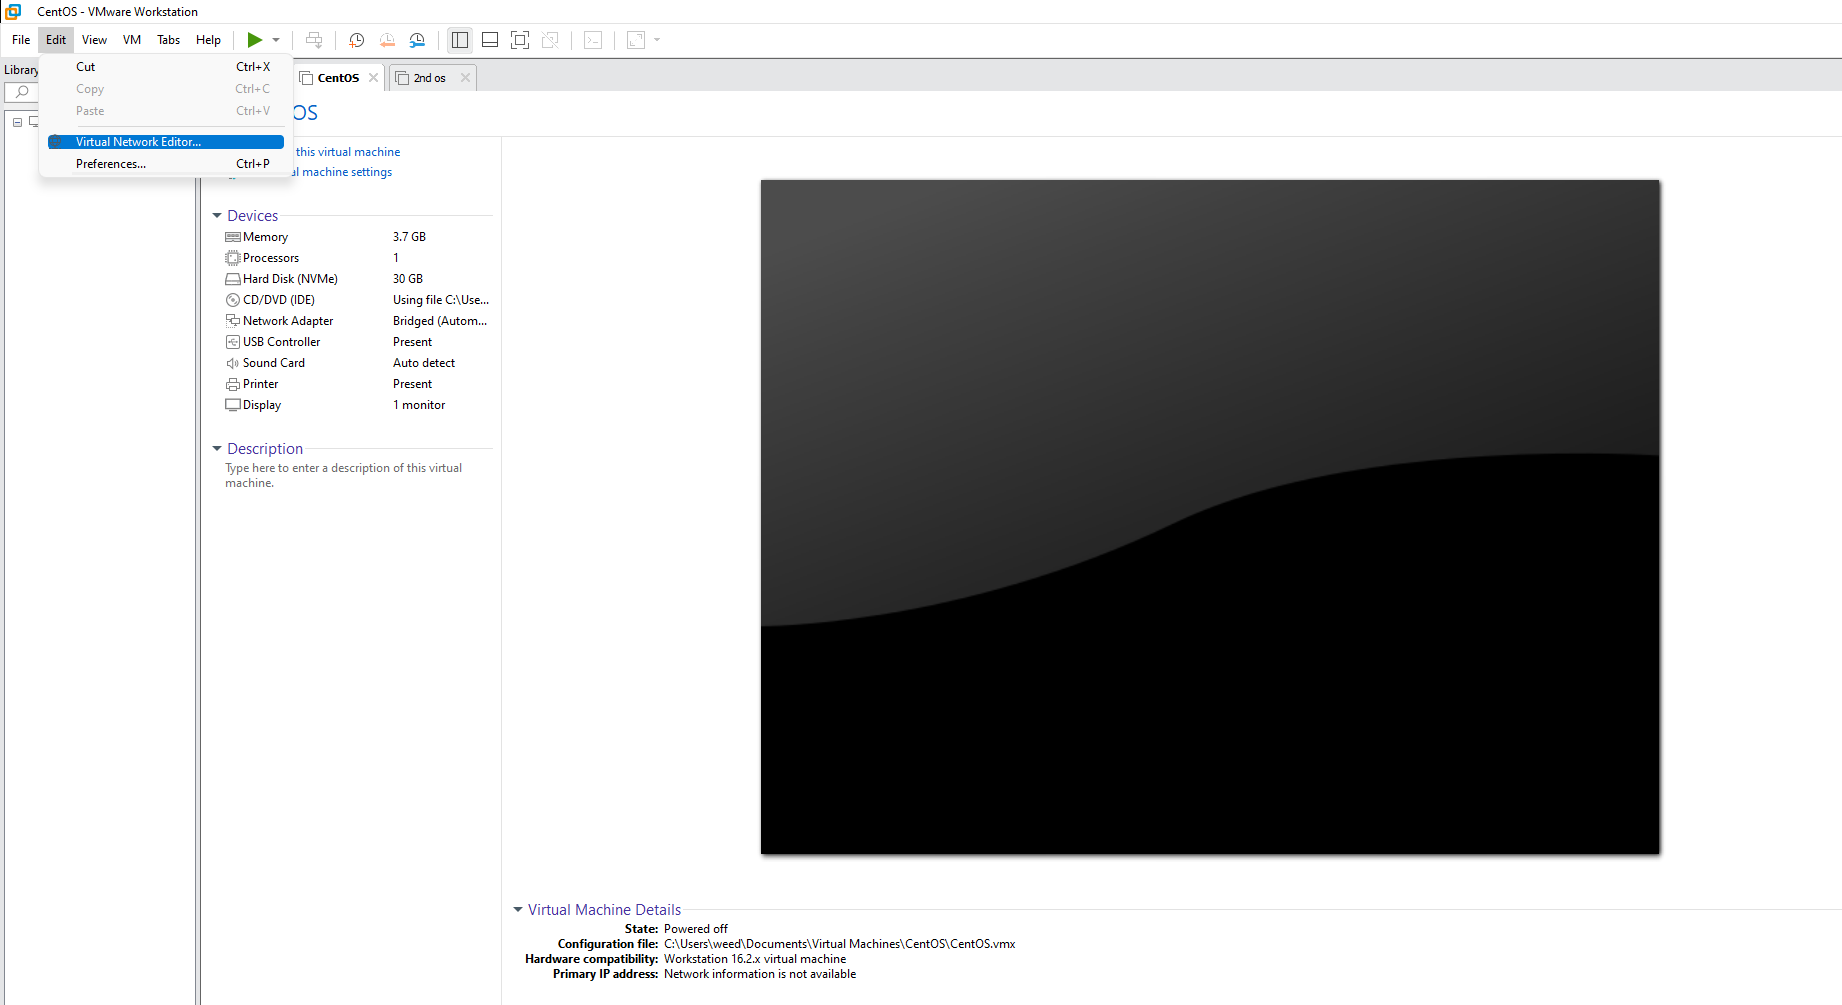 CentOS - VMware Workstation
File Edit View VM Tabs Help
Library
Cut Ctrl+X
Copy Ctrl+C
Paste Ctrl+V
Virtual Network Editor...
Preferences... Ctrl+P
CentOS
2nd os
OS
this virtual machine
machine settings
Devices
Memory 3.7 GB
Processors 1
Hard Disk (NVMe) 30 GB
CD/DVD (IDE) Using file C:\Use...
Network Adapter Bridged (Autom...
USB Controller Present
Sound Card Auto detect
Printer Present
Display 1 monitor
Description
Type here to enter a description of this virtual
machine.
Virtual Machine Details
State: Powered off
Configuration file: C:\Users\weed\Documents\Virtual Machines\CentOS\CentOS.vmx
Hardware compatibility: Workstation 16.2.x virtual machine
Primary IP address: Network information is not available